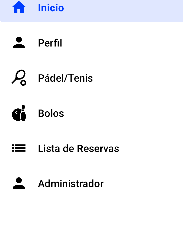 Inicio
Perfil
Pádel/Tenis
Bolos
Lista de Reservas
Administrador